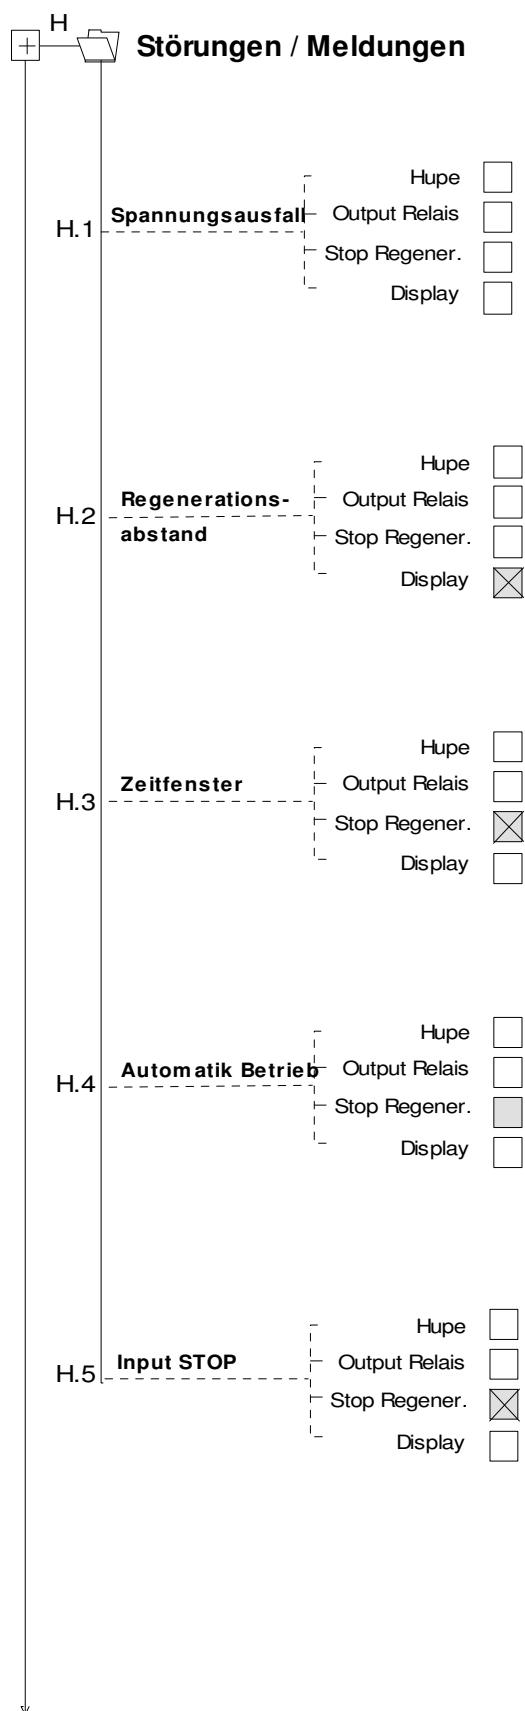 H
Störungen / Meldungen
Hupe
H.1 Spannungsausfall Output Relais
Stop Regener.
Display
Hupe
H.2 Regenerations- Output Relais
abstand Stop Regener.
Display
Hupe
H.3 Zeitfenster Output Relais
Stop Regener.
Display
Hupe
H.4 Automatik Betrieb Output Relais
Stop Regener.
Display
Hupe
H.5 Input STOP Output Relais
Stop Regener.
Display